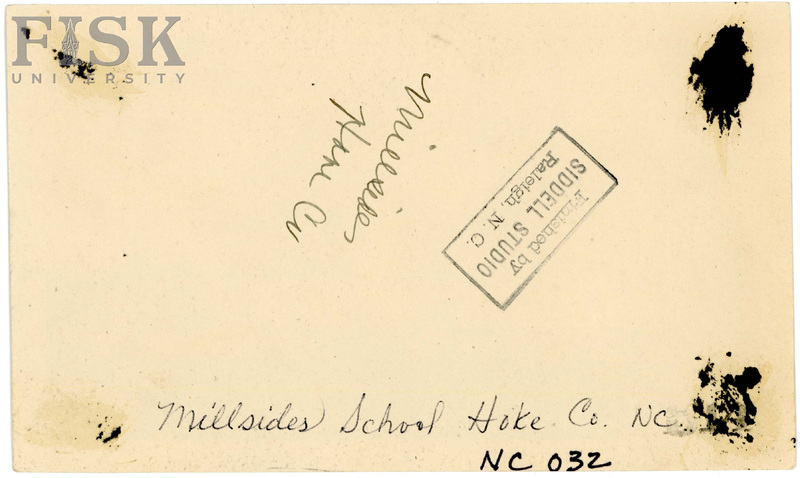 FISK
UNIVERSITY
Millside
Hoke Co
Finished by
SIDDELL STUDIO
Raleigh, N. C.
Millsides School Hoke Co. NC.
NC 032